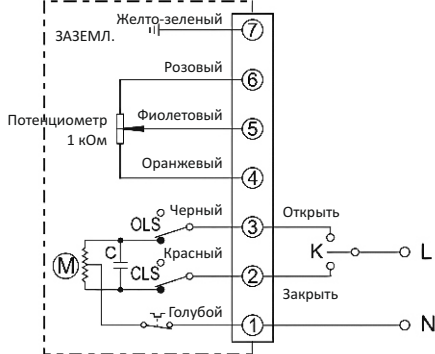 Желто-зеленый
ЗАЗЕМЛ.
7
Розовый
6
Потенциометр
1 кОм
Фиолетовый
5
Оранжевый
4
Черный
OLS
3
Открыть
M
C
CLS
Красный
2
K
L
Закрыть
Голубой
1
N